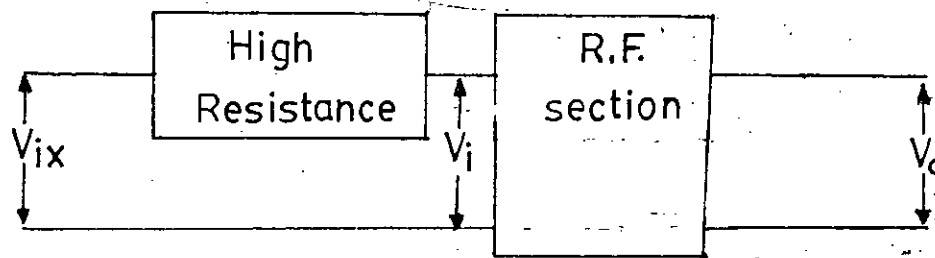 High
Resistance
R.F.
section
Vix
Vi